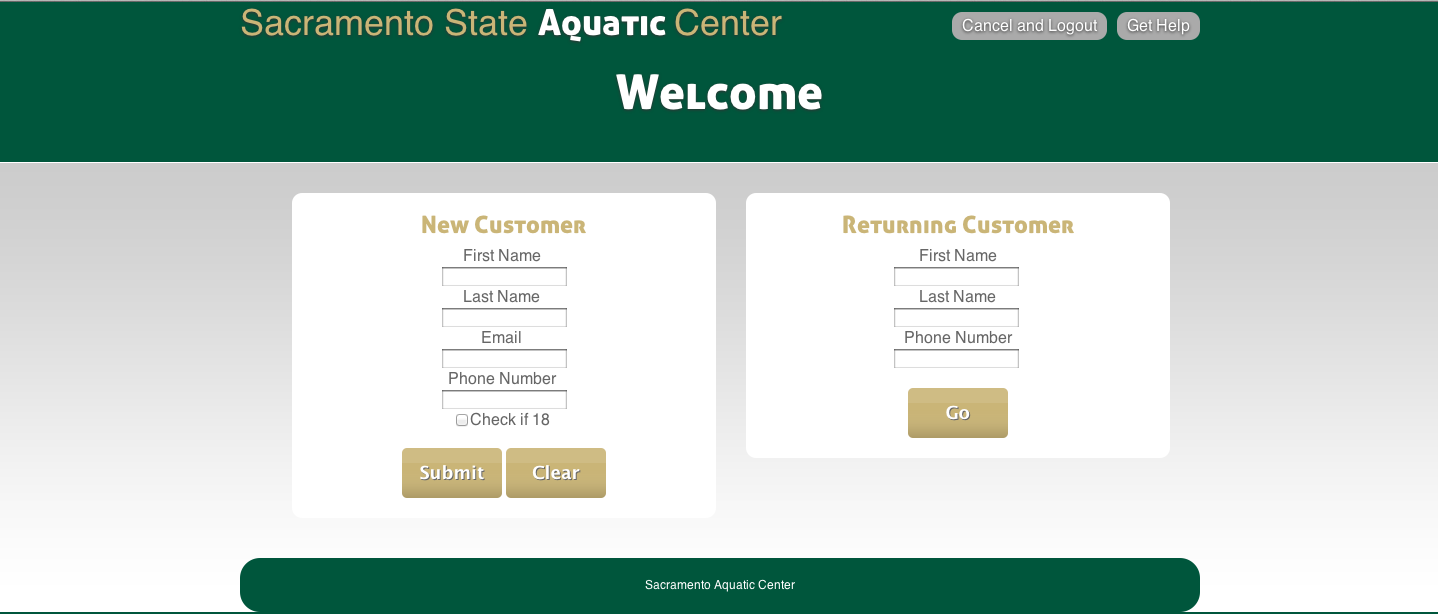 Sacramento State Aquatic Center
Cancel and Logout
Get Help
Welcome
New Customer
First Name
Last Name
Email
Phone Number
Check if 18
Submit
Clear
Returning Customer
First Name
Last Name
Phone Number
Go
Sacramento Aquatic Center